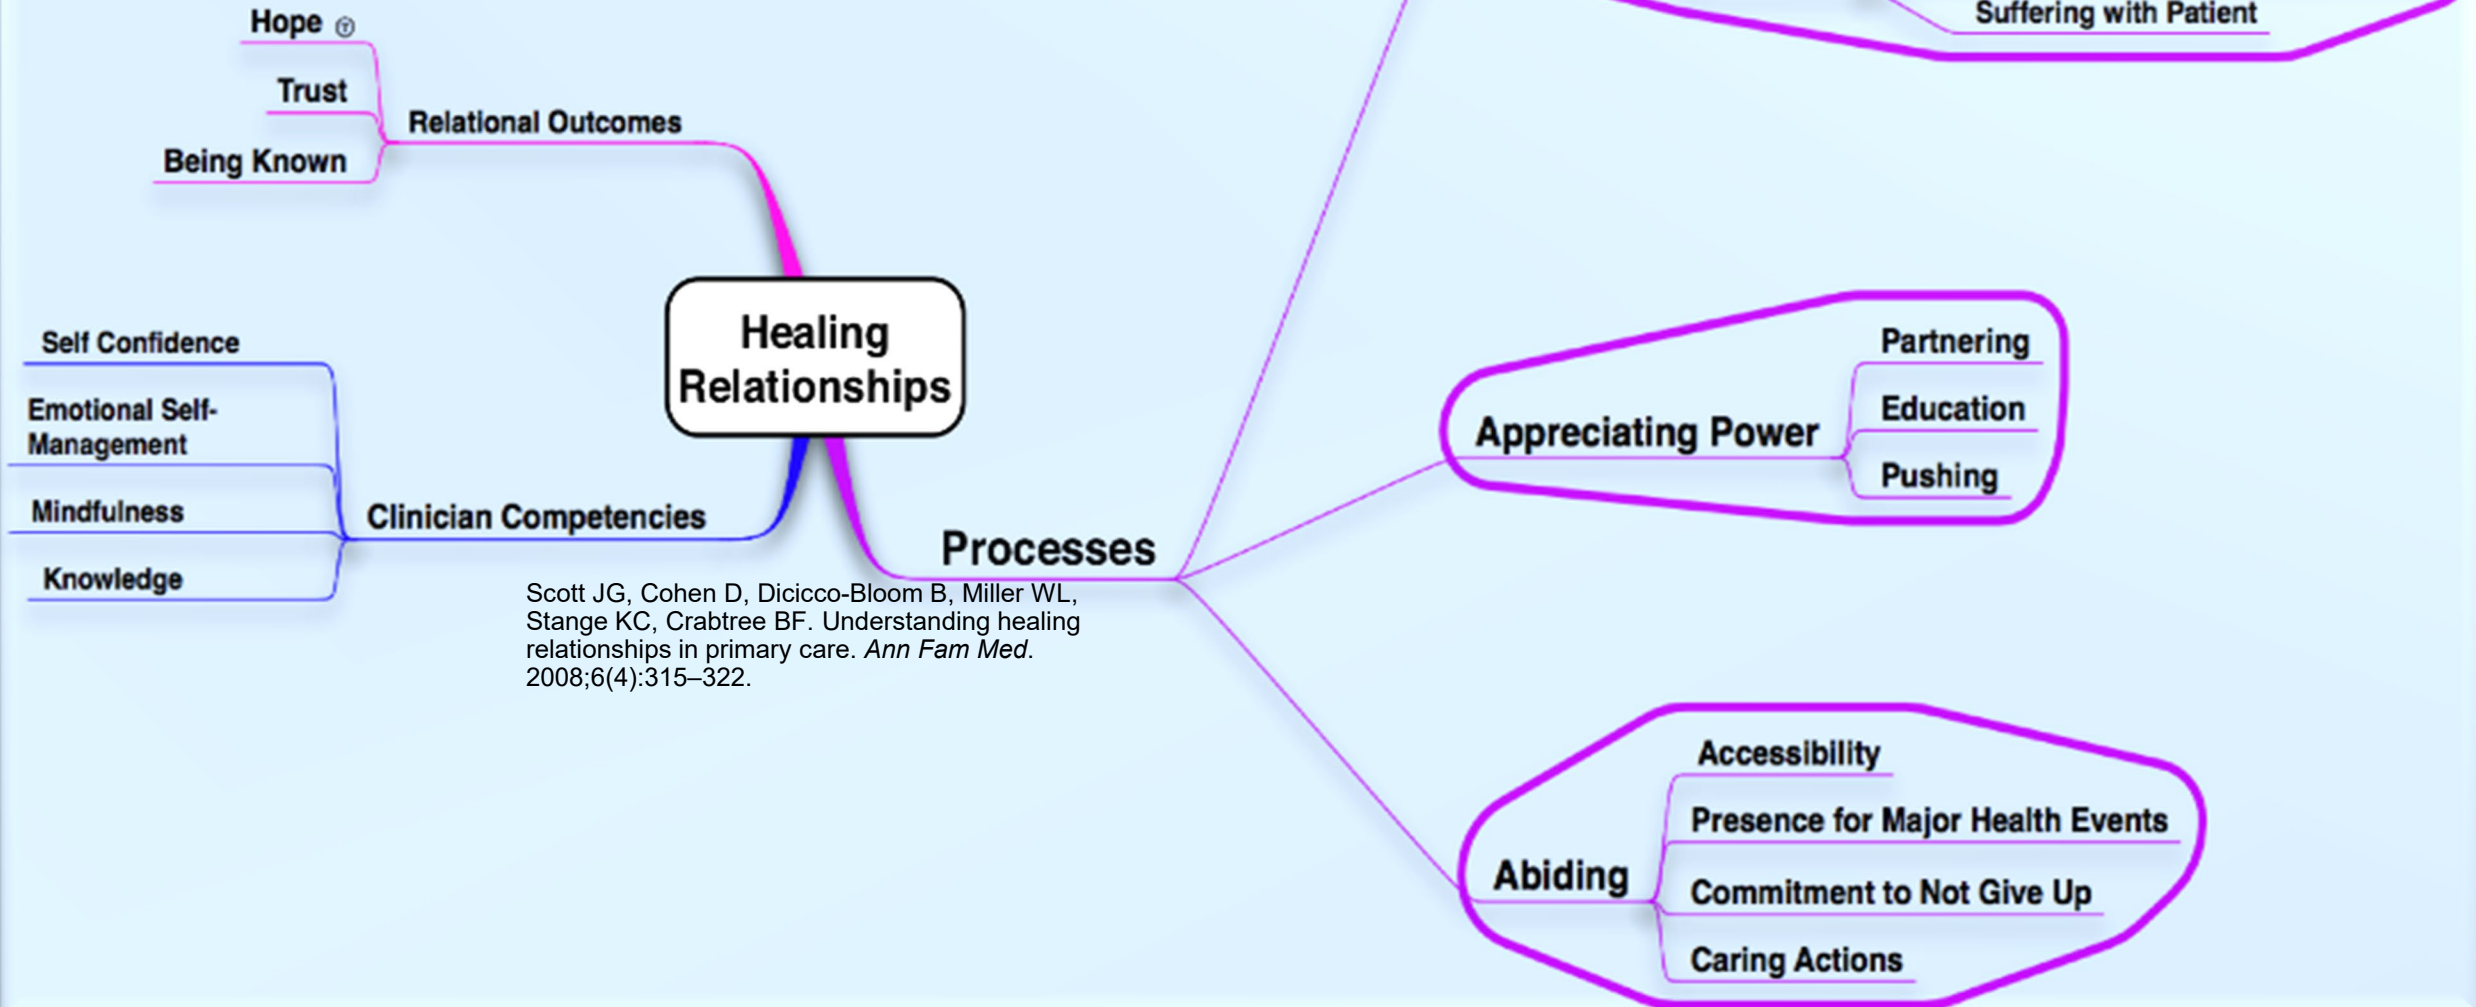 Hope
Trust
Being Known
Relational Outcomes
Suffering with Patient
Healing
Relationships
Self Confidence
Emotional Self-
Management
Mindfulness
Knowledge
Clinician Competencies
Processes
Scott JG, Cohen D, Dicicco-Bloom B, Miller WL,
Stange KC, Crabtree BF. Understanding healing
relationships in primary care. Ann Fam Med.
2008;6(4):315–322.
Appreciating Power
Partnering
Education
Pushing
Abiding
Accessibility
Presence for Major Health Events
Commitment to Not Give Up
Caring Actions